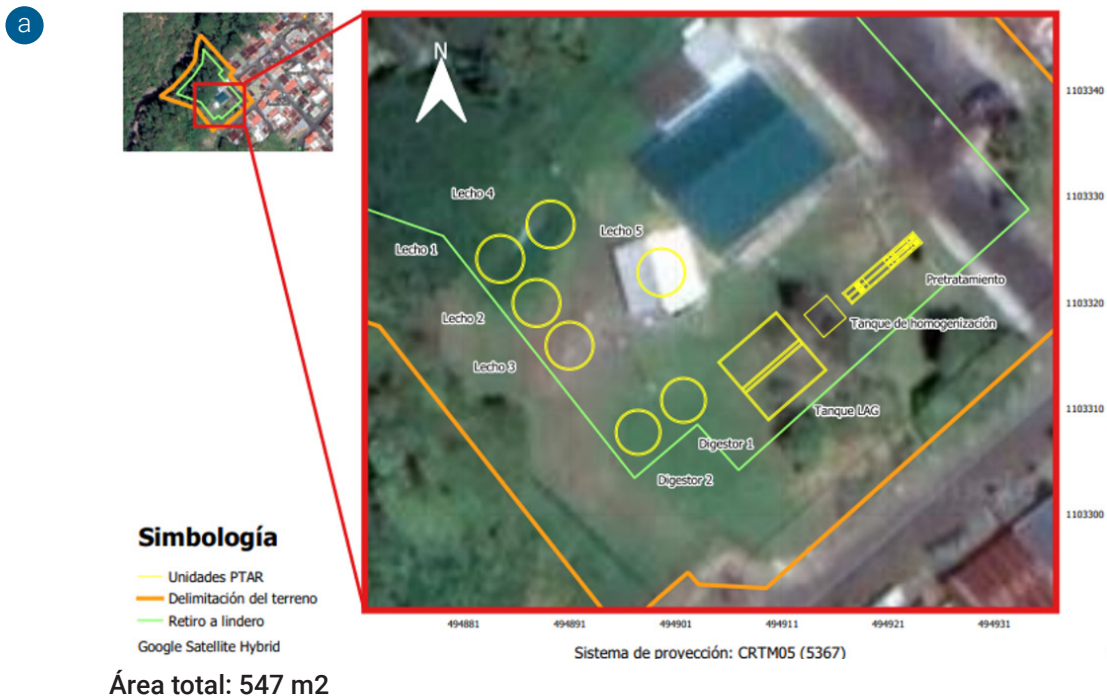 a
N
1103340
1103330
1103320
1103310
1103300
Lecho 4
Lecho 5
Lecho 1
Pretratamiento
Lecho 2
Tanque de homogenización
Lecho 3
Tanque LAG
Digestor 1
Digestor 2
494881
494891
494901
494911
494921
494931
Simbología
Unidades PTAR
Delimitación del terreno
Retiro a lindero
Google Satellite Hybrid
Sistema de proyección: CRTM05 (5367)
Área total: 547 m2